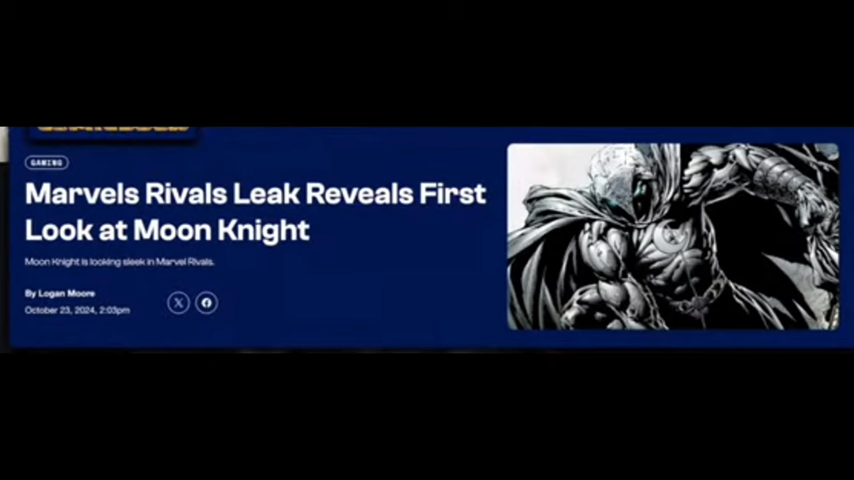 GAMING
Marvels Rivals Leak Reveals First
Look at Moon Knight
Moon Knight is looking sleek in Marvel Rivals.
By Logan Moore
October 23, 2024, 2:03pm